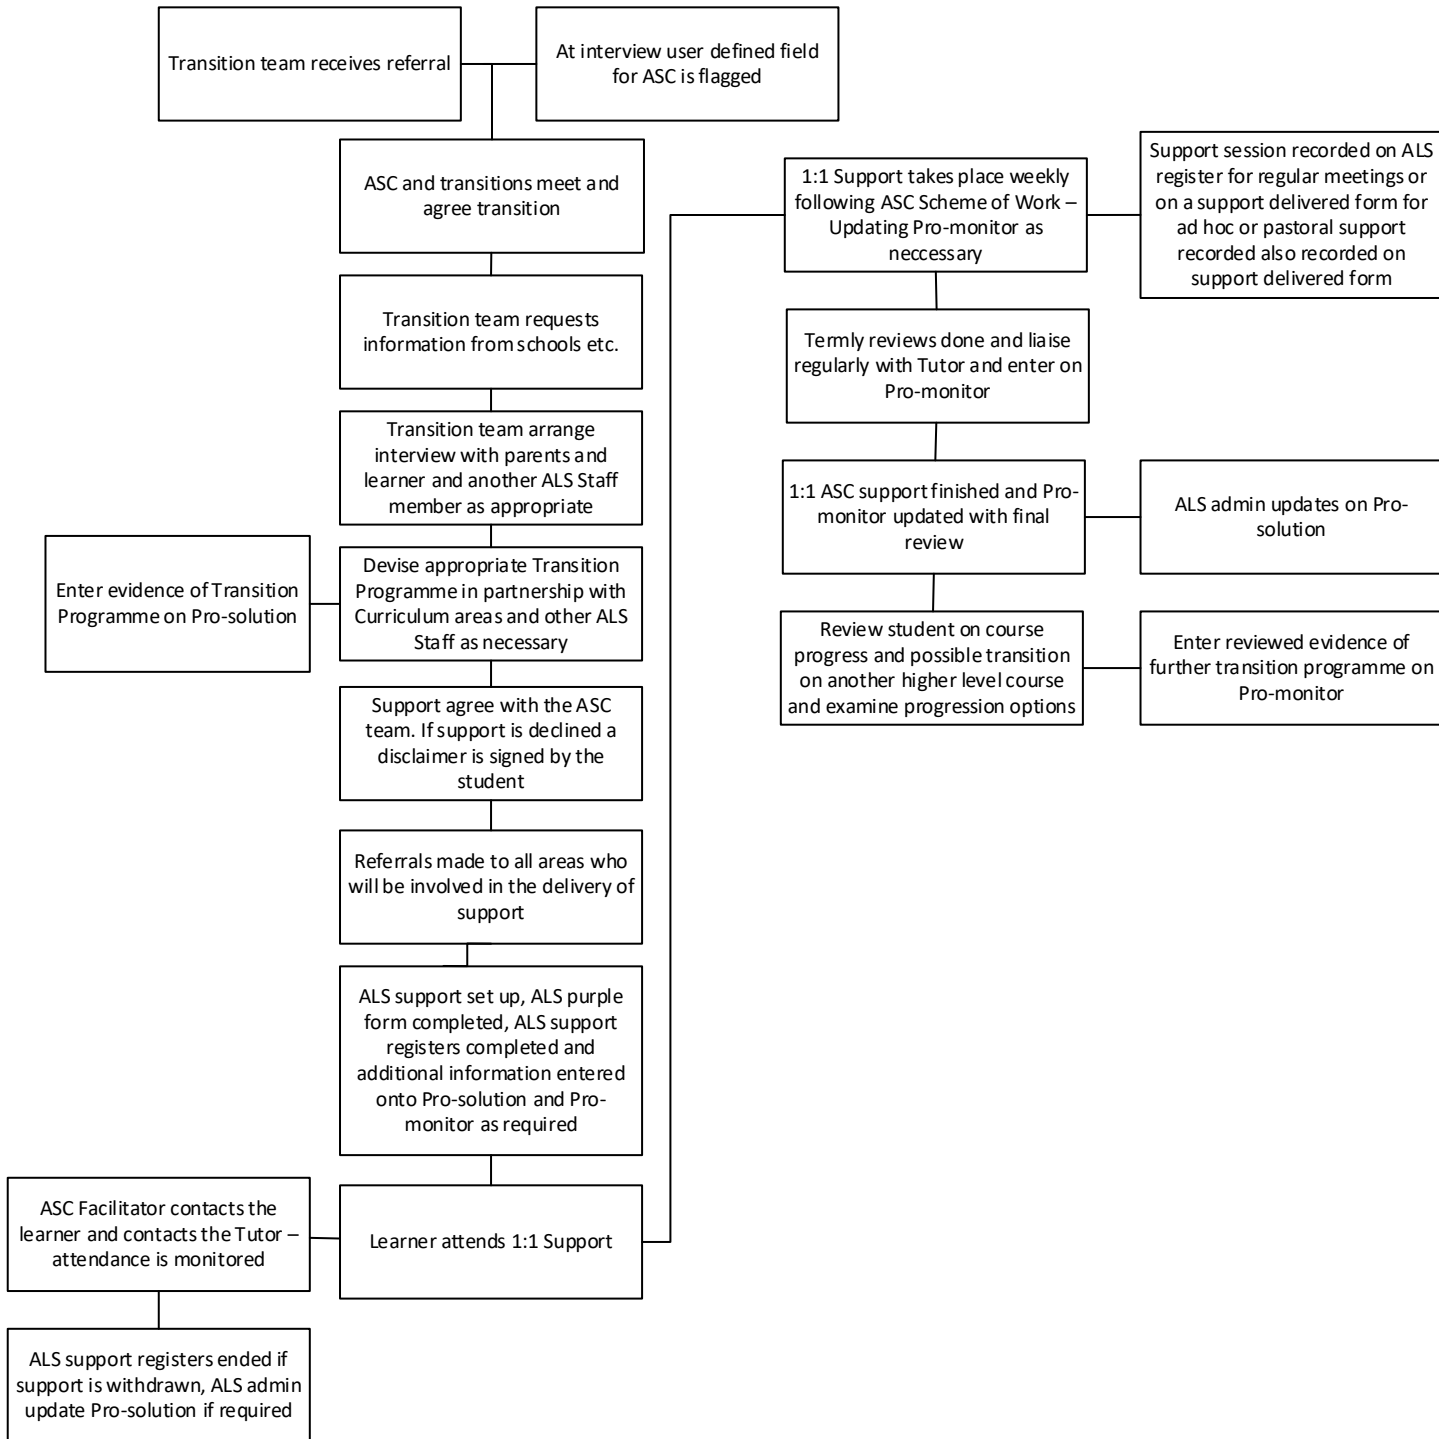 Transition team receives referral
At interview user defined field
for ASC is flagged
ASC and transitions meet and
agree transition
Transition team requests
information from schools etc.
Transition team arrange
interview with parents and
learner and another ALS Staff
member as appropriate
Enter evidence of Transition
Programme on Pro-solution
Devise appropriate Transition
Programme in partnership with
Curriculum areas and other ALS
Staff as necessary
Support agree with the ASC
team. If support is declined a
disclaimer is signed by the
student
Referrals made to all areas who
will be involved in the delivery of
support
ALS support set up, ALS purple
form completed, ALS support
registers completed and
additional information entered
onto Pro-solution and Pro-
monitor as required
Learner attends 1:1 Support
ASC Facilitator contacts the
learner and contacts the Tutor –
attendance is monitored
ALS support registers ended if
support is withdrawn, ALS admin
update Pro-solution if required
1:1 Support takes place weekly
following ASC Scheme of Work –
Updating Pro-monitor as
neccessary
Support session recorded on ALS
register for regular meetings or
on a support delivered form for
ad hoc or pastoral support
recorded also recorded on
support delivered form
Termly reviews done and liaise
regularly with Tutor and enter on
Pro-monitor
1:1 ASC support finished and Pro-
monitor updated with final
review
ALS admin updates on Pro-
solution
Review student on course
progress and possible transition
on another higher level course
and examine progression options
Enter reviewed evidence of
further transition programme on
Pro-monitor